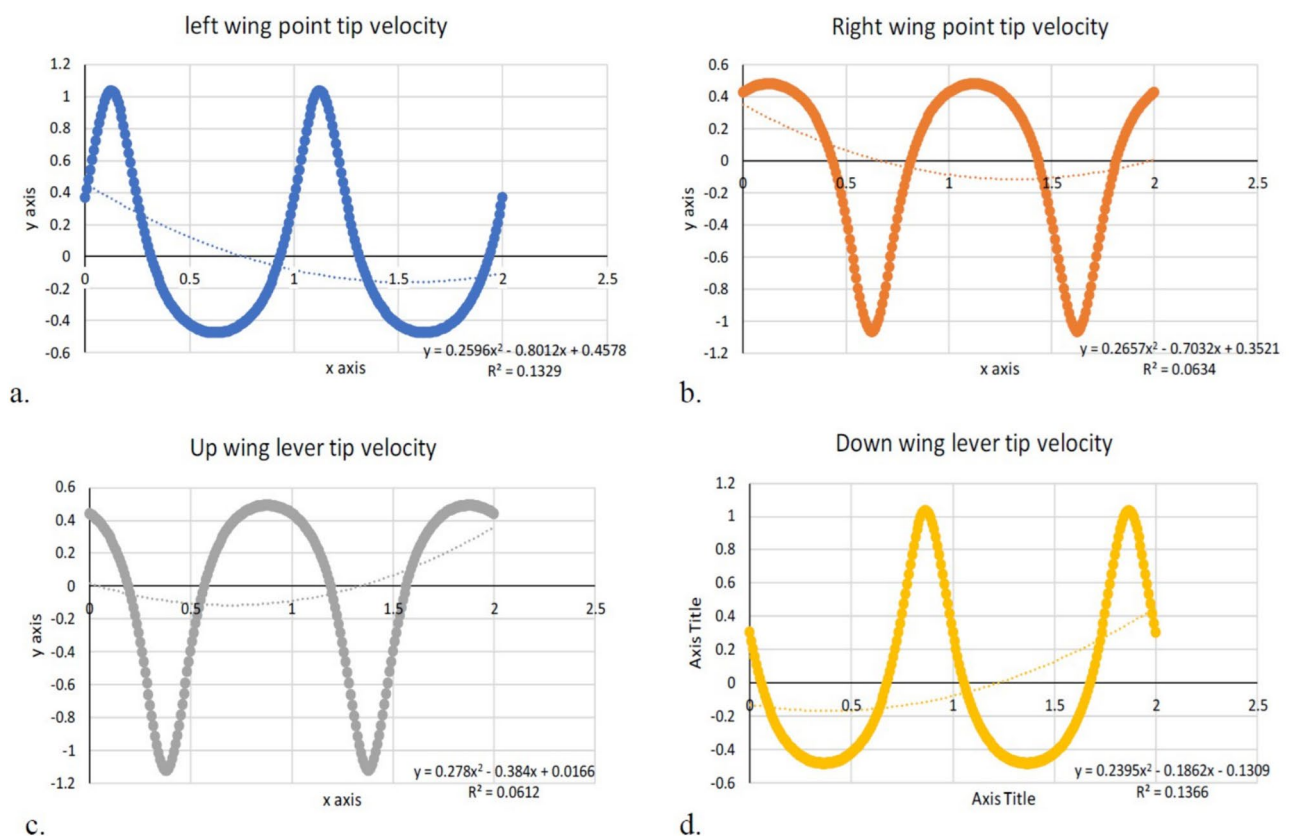 left wing point tip velocity
1.2
1
0.8
0.6
0.4
0.2
0
-0.2
-0.4
-0.6
0
0.5
1
1.5
2
2.5
y axis
x axis
y = 0.2596x² - 0.8012x + 0.4578
R² = 0.1329
a.
Right wing point tip velocity
0.6
0.4
0.2
0
-0.2
-0.4
-0.6
-0.8
-1
-1.2
0
0.5
1
1.5
2
2.5
y axis
x axis
y = 0.2657x² - 0.7032x + 0.3521
R² = 0.0634
b.
Up wing lever tip velocity
0.6
0.4
0.2
0
-0.2
-0.4
-0.6
-0.8
-1
-1.2
0
0.5
1
1.5
2
2.5
y axis
x axis
y = 0.278x² - 0.384x + 0.0166
R² = 0.0612
c.
Down wing lever tip velocity
1.2
1
0.8
0.6
0.4
0.2
0
-0.2
-0.4
-0.6
0
0.5
1
1.5
2
2.5
Axis Title
Axis Title
y = 0.2395x² - 0.1862x - 0.1309
R² = 0.1366
d.